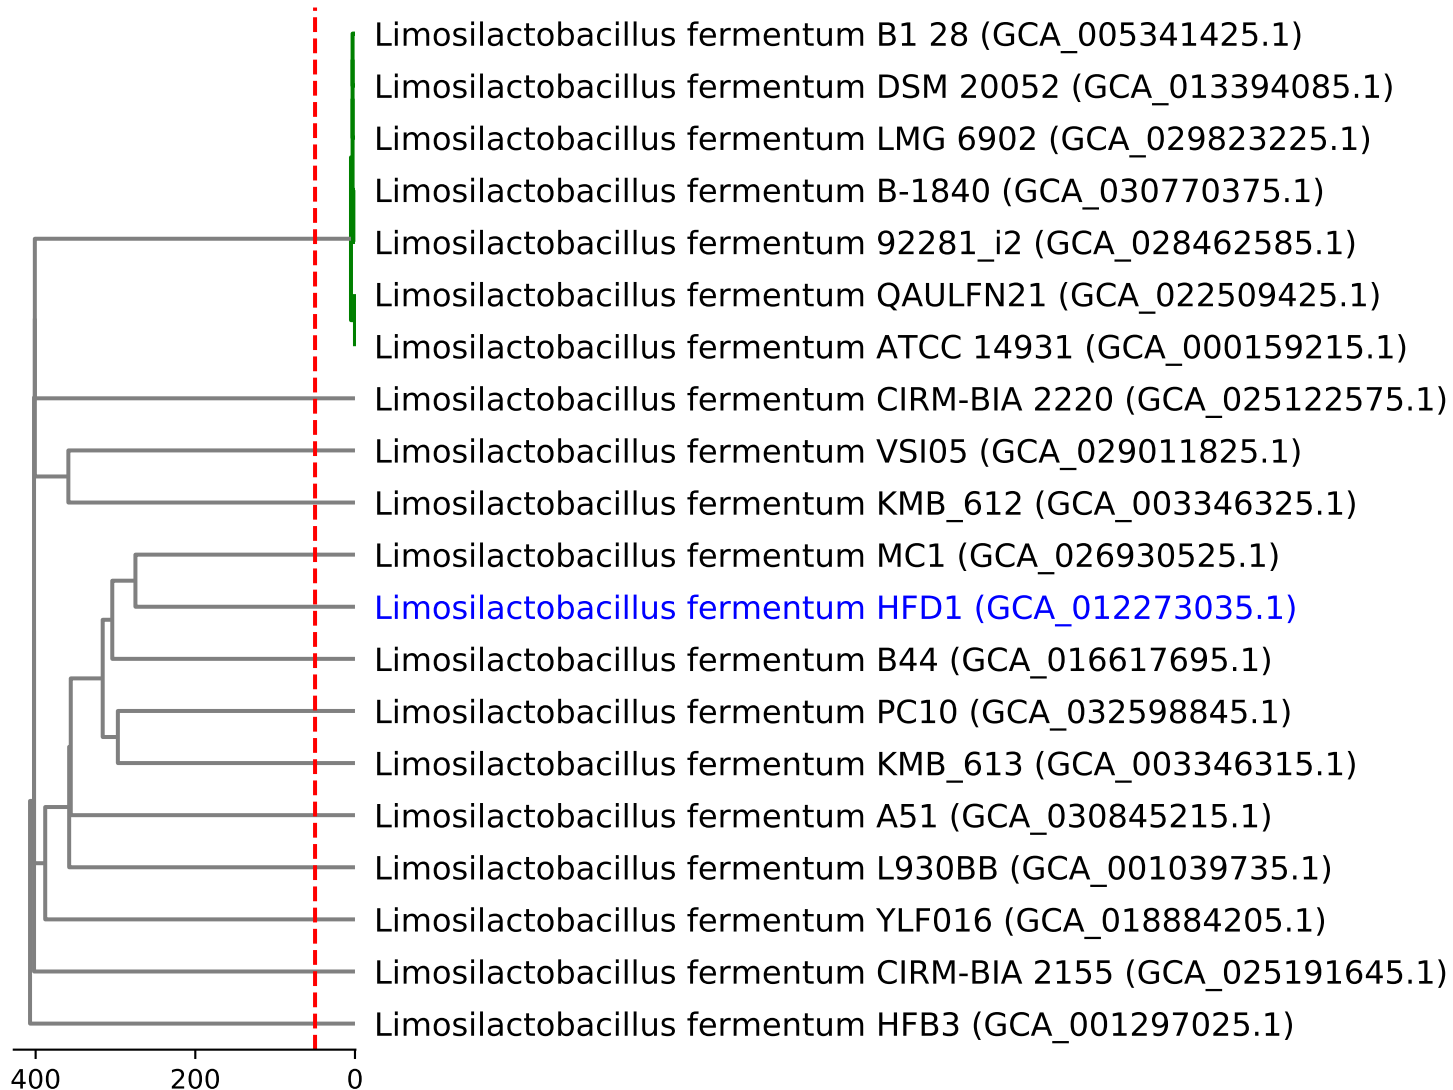 Limosilactobacillus fermentum B1 28 (GCA_005341425.1)
Limosilactobacillus fermentum DSM 20052 (GCA_013394085.1)
Limosilactobacillus fermentum LMG 6902 (GCA_029823225.1)
Limosilactobacillus fermentum B-1840 (GCA_030770375.1)
Limosilactobacillus fermentum 92281_i2 (GCA_028462585.1)
Limosilactobacillus fermentum QAULFN21 (GCA_022509425.1)
Limosilactobacillus fermentum ATCC 14931 (GCA_000159215.1)
Limosilactobacillus fermentum CIRM-BIA 2220 (GCA_025122575.1)
Limosilactobacillus fermentum VSI05 (GCA_029011825.1)
Limosilactobacillus fermentum KMB_612 (GCA_003346325.1)
Limosilactobacillus fermentum MC1 (GCA_026930525.1)
Limosilactobacillus fermentum HFD1 (GCA_012273035.1)
Limosilactobacillus fermentum B44 (GCA_016617695.1)
Limosilactobacillus fermentum PC10 (GCA_032598845.1)
Limosilactobacillus fermentum KMB_613 (GCA_003346315.1)
Limosilactobacillus fermentum A51 (GCA_030845215.1)
Limosilactobacillus fermentum L930BB (GCA_001039735.1)
Limosilactobacillus fermentum YLF016 (GCA_018884205.1)
Limosilactobacillus fermentum CIRM-BIA 2155 (GCA_025191645.1)
Limosilactobacillus fermentum HFB3 (GCA_001297025.1)
400 200 0